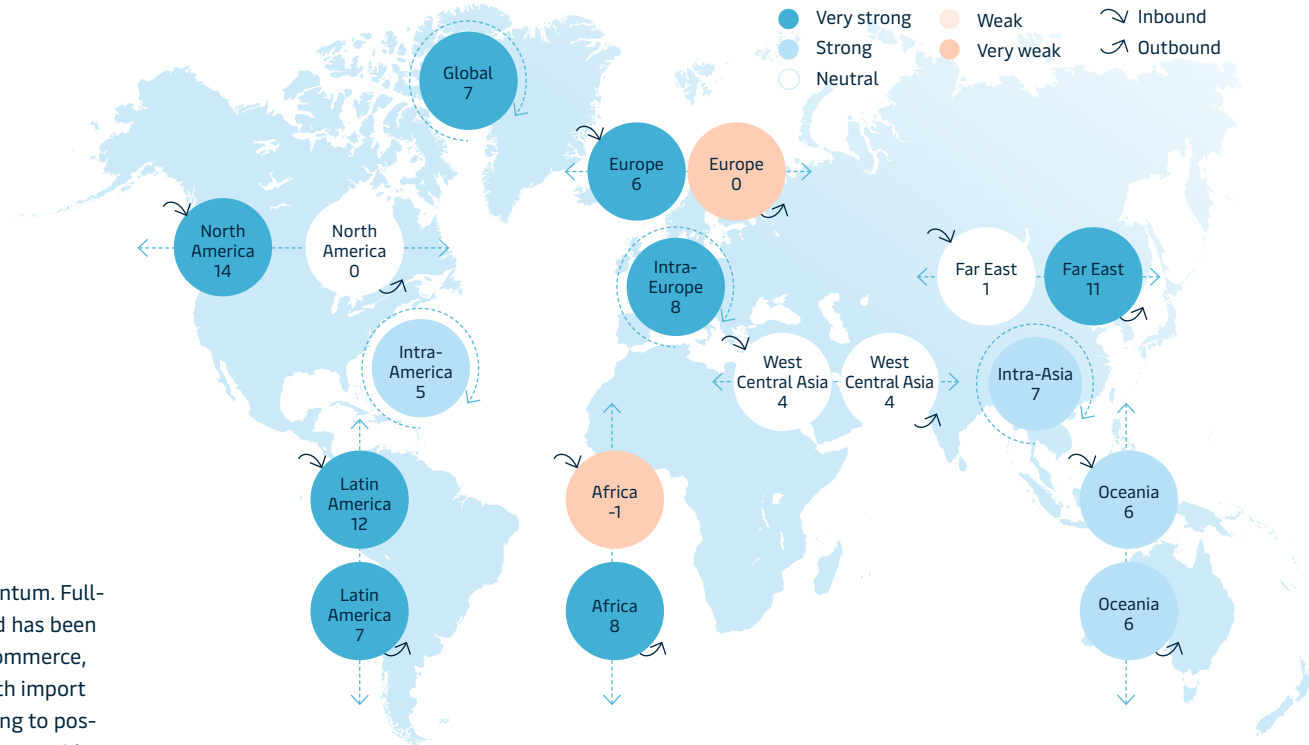 Very strong
Strong
Neutral
Weak
Very weak
Inbound
Outbound
Global
7
Europe
6
Europe
0
North
America
14
North
America
0
Intra-
Europe
8
Far East
1
Far East
11
Intra-
America
5
West
Central Asia
4
West
Central Asia
4
Intra-Asia
7
Latin
America
12
Africa
-1
Oceania
6
Latin
America
7
Africa
8
Oceania
6
ntum. Full-
d has been
ommerce,
th import
ng to pos-